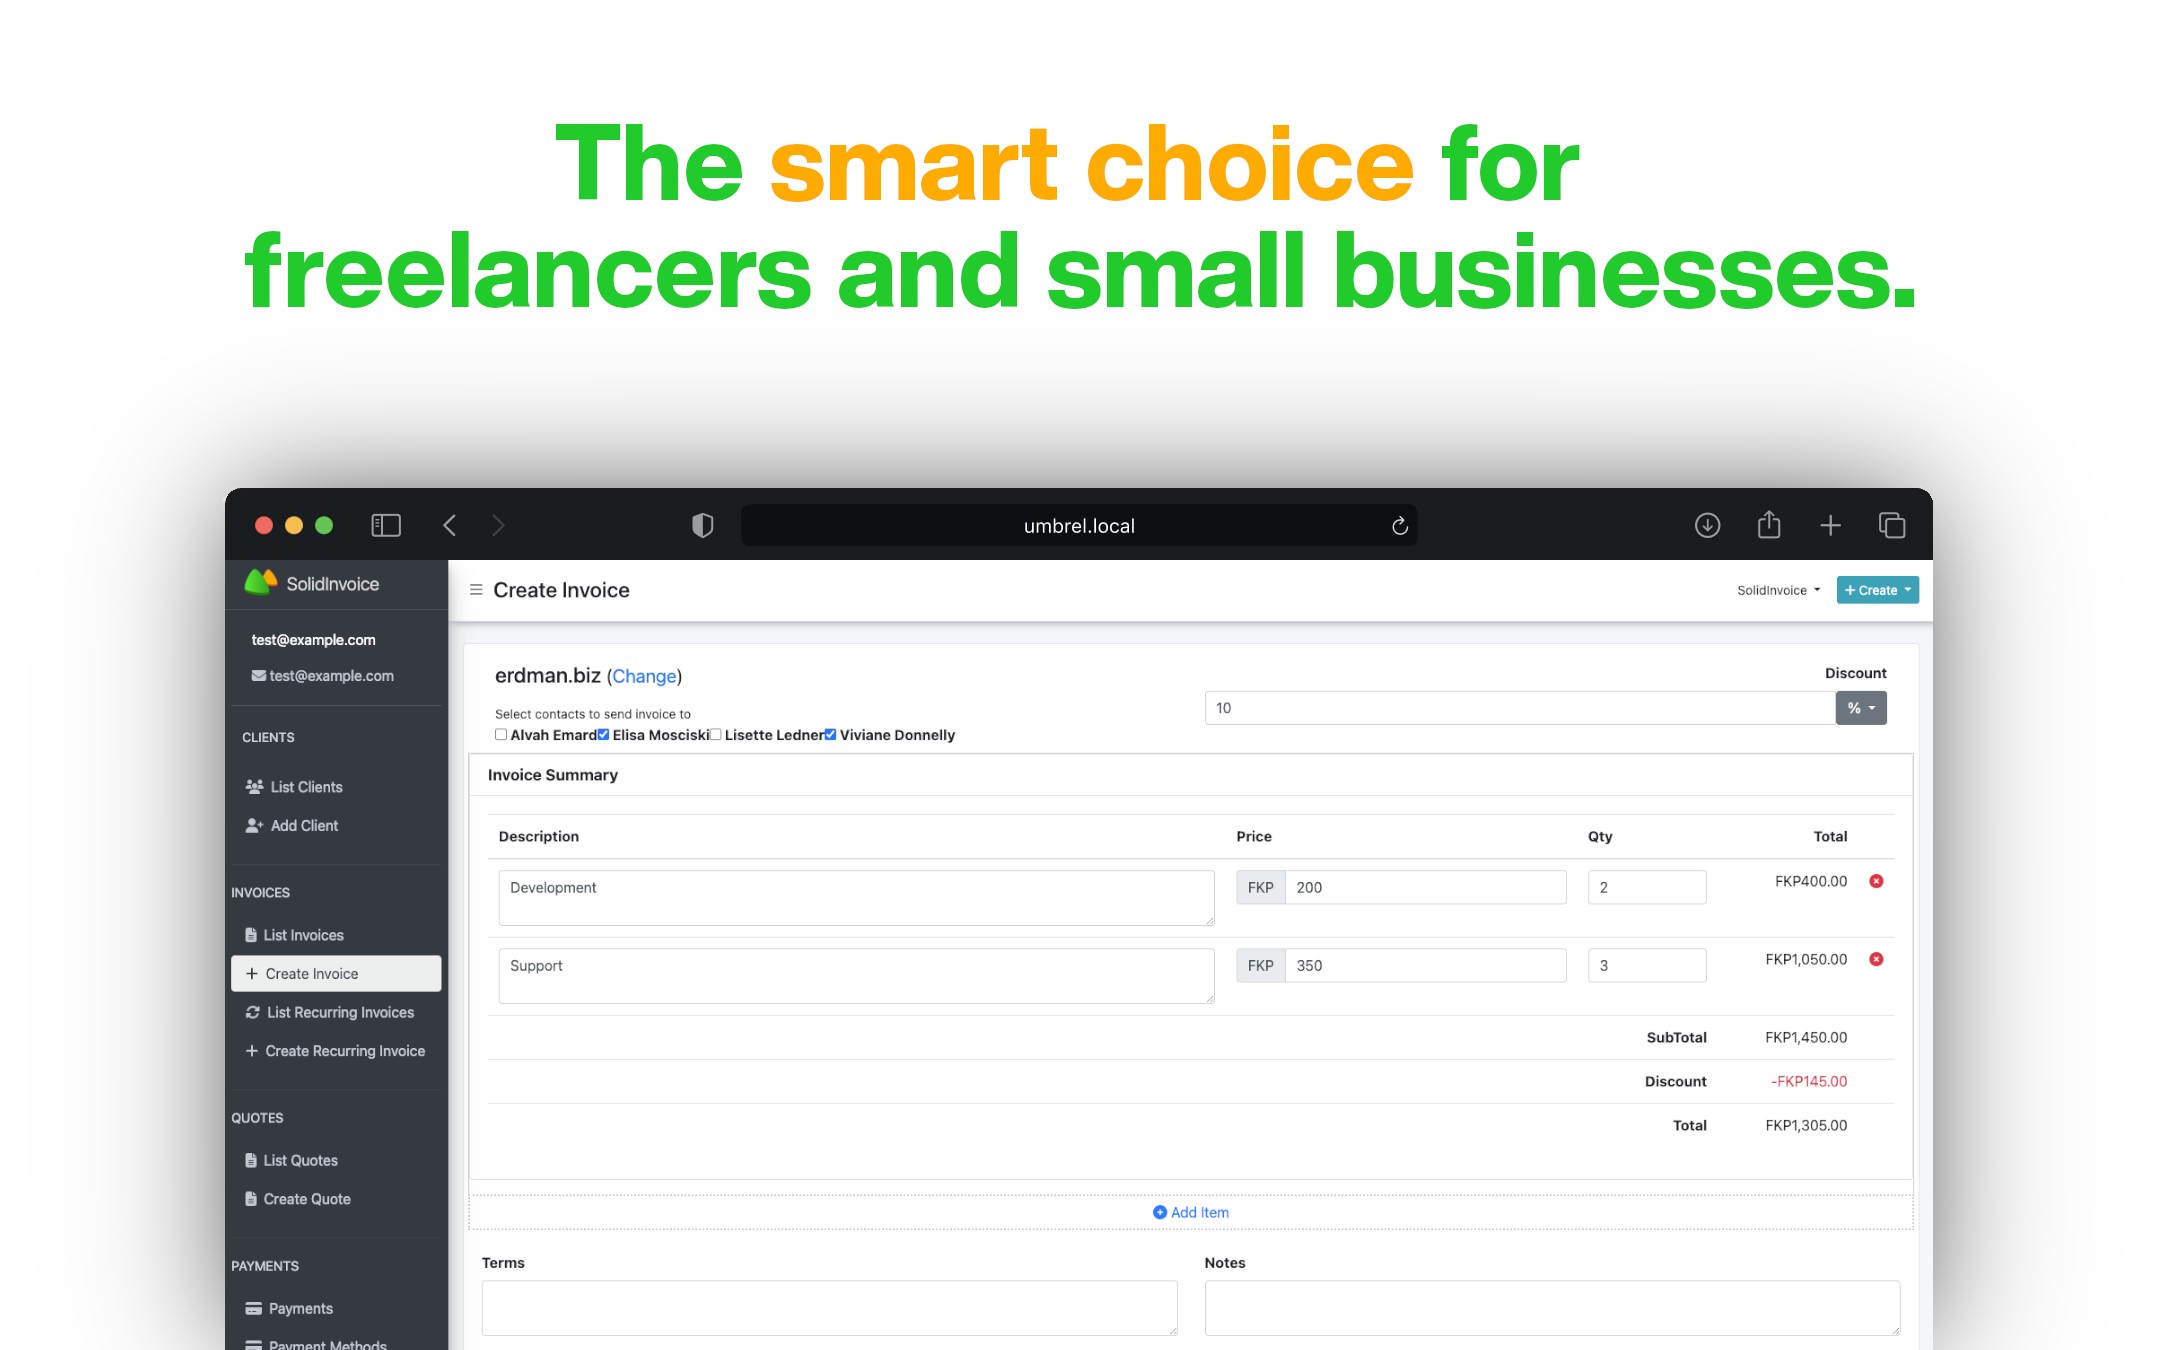 The smart choice for
freelancers and small businesses.
umbrel.local
SolidInvoice
test@example.com
test@example.com
CLIENTS
List Clients
Add Client
INVOICES
List Invoices
Create Invoice
List Recurring Invoices
Create Recurring Invoice
QUOTES
List Quotes
Create Quote
PAYMENTS
Payments
Payment Methods
Create Invoice
SolidInvoice
+ Create
erdman.biz (Change)
Select contacts to send invoice to
Alvah Emard Elisa Mosciski Lisette Ledner Viviane Donnelly
Discount
10 %
Invoice Summary
Description Price Qty Total
Development FKP 200 2 FKP400.00
Support FKP 350 3 FKP1,050.00
SubTotal FKP1,450.00
Discount -FKP145.00
Total FKP1,305.00
Add Item
Terms Notes